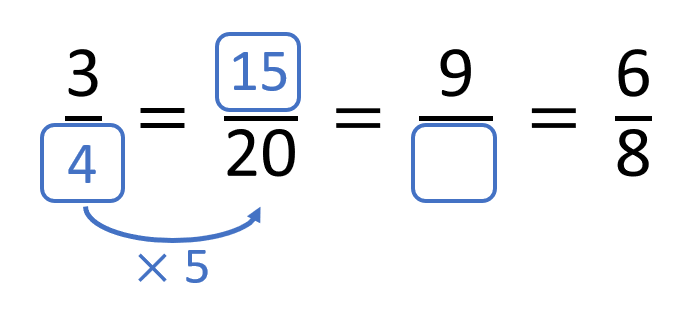 3/4 = 15/20 = 9/ = 6/8
× 5